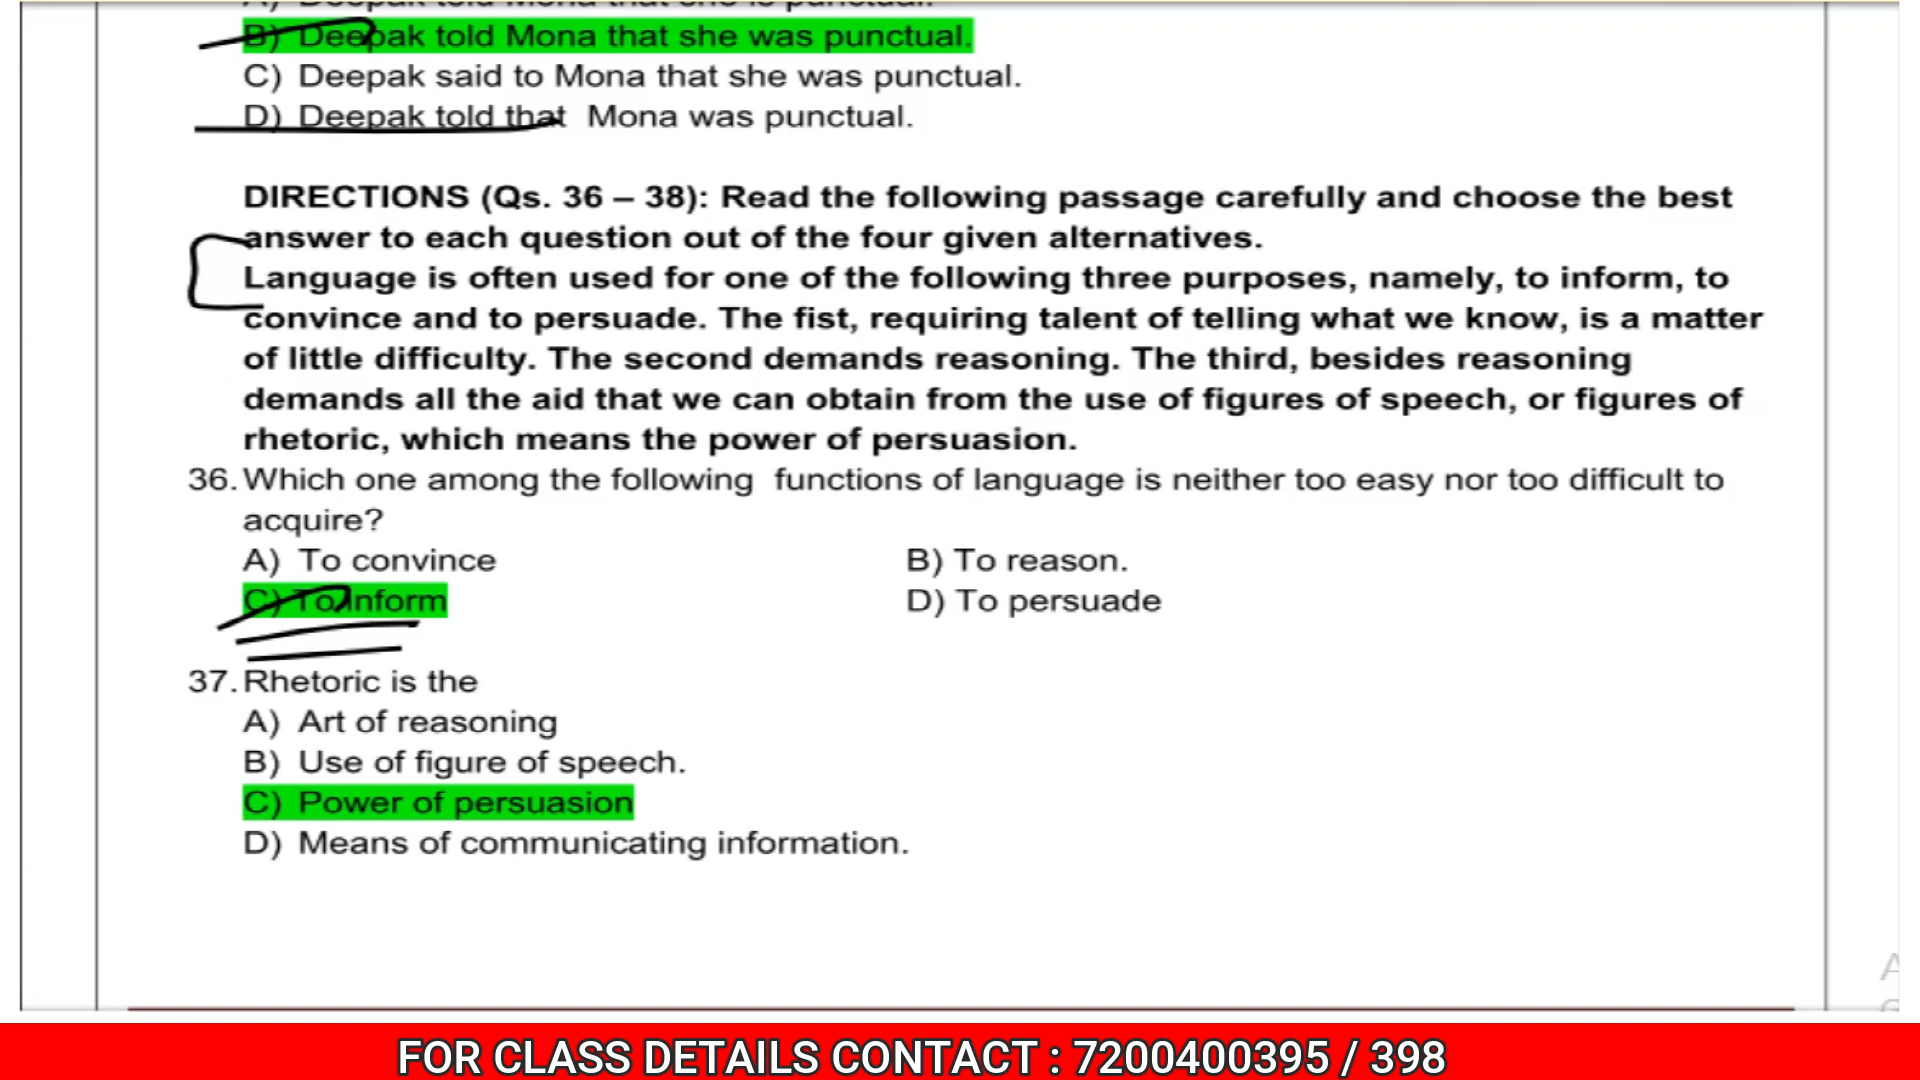 A) Deepak told Mona that she is punctual.
B) Deepak told Mona that she was punctual.
C) Deepak said to Mona that she was punctual.
D) Deepak told that Mona was punctual.
DIRECTIONS (Qs. 36 – 38): Read the following passage carefully and choose the best
answer to each question out of the four given alternatives.
Language is often used for one of the following three purposes, namely, to inform, to
convince and to persuade. The fist, requiring talent of telling what we know, is a matter
of little difficulty. The second demands reasoning. The third, besides reasoning
demands all the aid that we can obtain from the use of figures of speech, or figures of
rhetoric, which means the power of persuasion.
36. Which one among the following functions of language is neither too easy nor too difficult to
acquire?
A) To convince B) To reason.
C) To inform D) To persuade
37. Rhetoric is the
A) Art of reasoning
B) Use of figure of speech.
C) Power of persuasion
D) Means of communicating information.
FOR CLASS DETAILS CONTACT : 7200400395 / 398